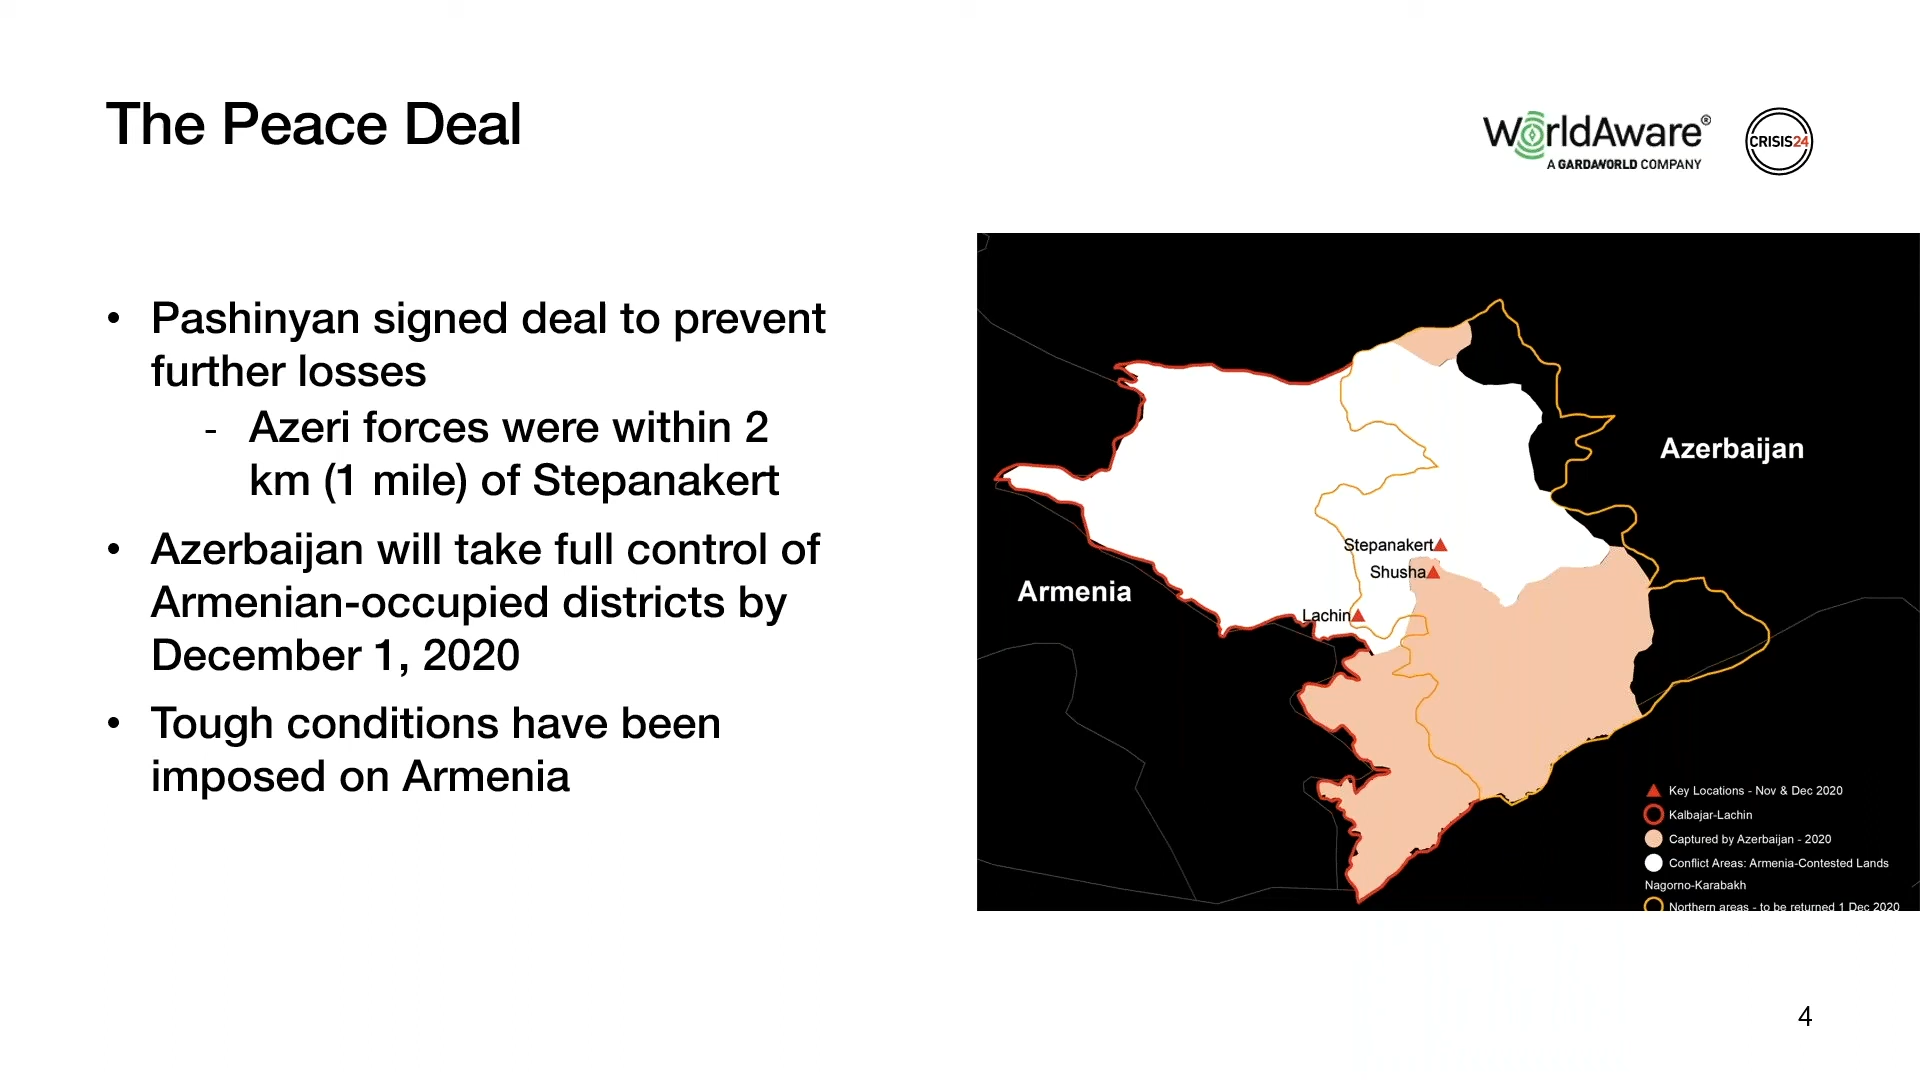 The Peace Deal
WorldAware®
A GARDAWORLD COMPANY
CRISIS24
• Pashinyan signed deal to prevent
further losses
- Azeri forces were within 2
km (1 mile) of Stepanakert
• Azerbaijan will take full control of
Armenian-occupied districts by
December 1, 2020
• Tough conditions have been
imposed on Armenia
Azerbaijan
Stepanakert
Shusha
Armenia
Lachin
Key Locations - Nov & Dec 2020
Kalbajar-Lachin
Captured by Azerbaijan - 2020
Conflict Areas: Armenia-Contested Lands
Nagorno-Karabakh
Northern areas - to be returned 1 Dec 2020
4